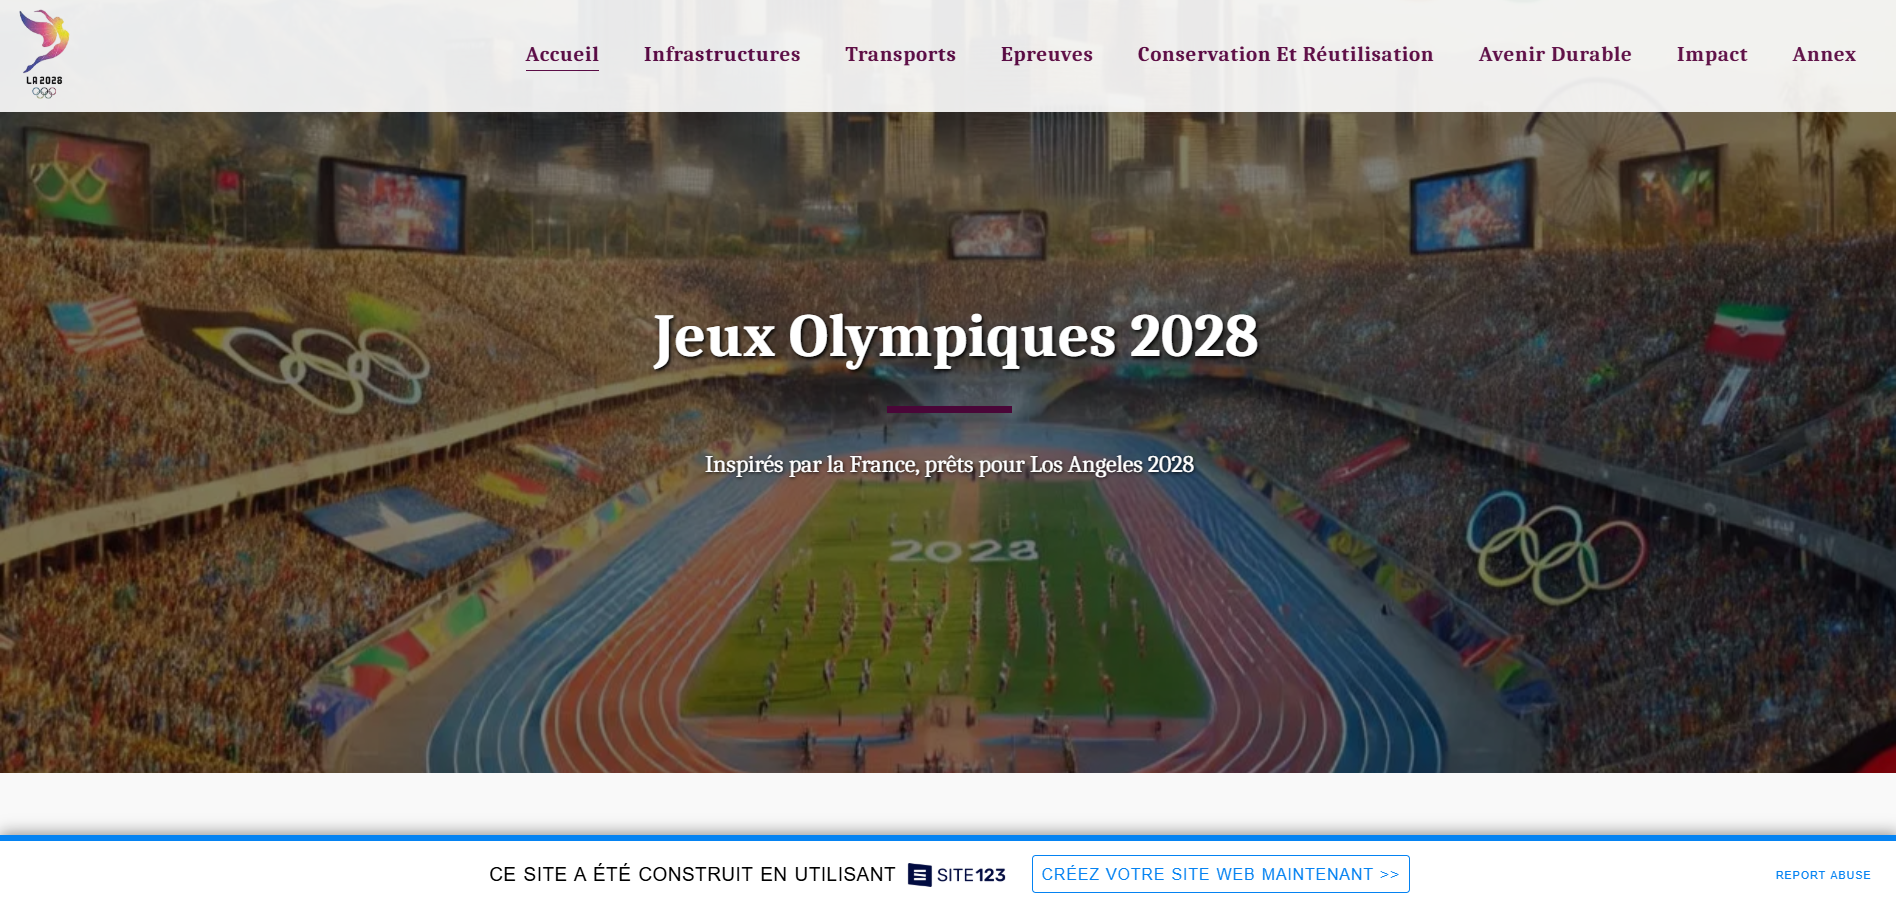 LA 2028
Accueil Infrastructures Transports Epreuves Conservation Et Réutilisation Avenir Durable Impact Annex
Jeux Olympiques 2028
Inspirés par la France, prêts pour Los Angeles 2028
2028
CE SITE A ÉTÉ CONSTRUIT EN UTILISANT SITE123 CRÉEZ VOTRE SITE WEB MAINTENANT >> REPORT ABUSE